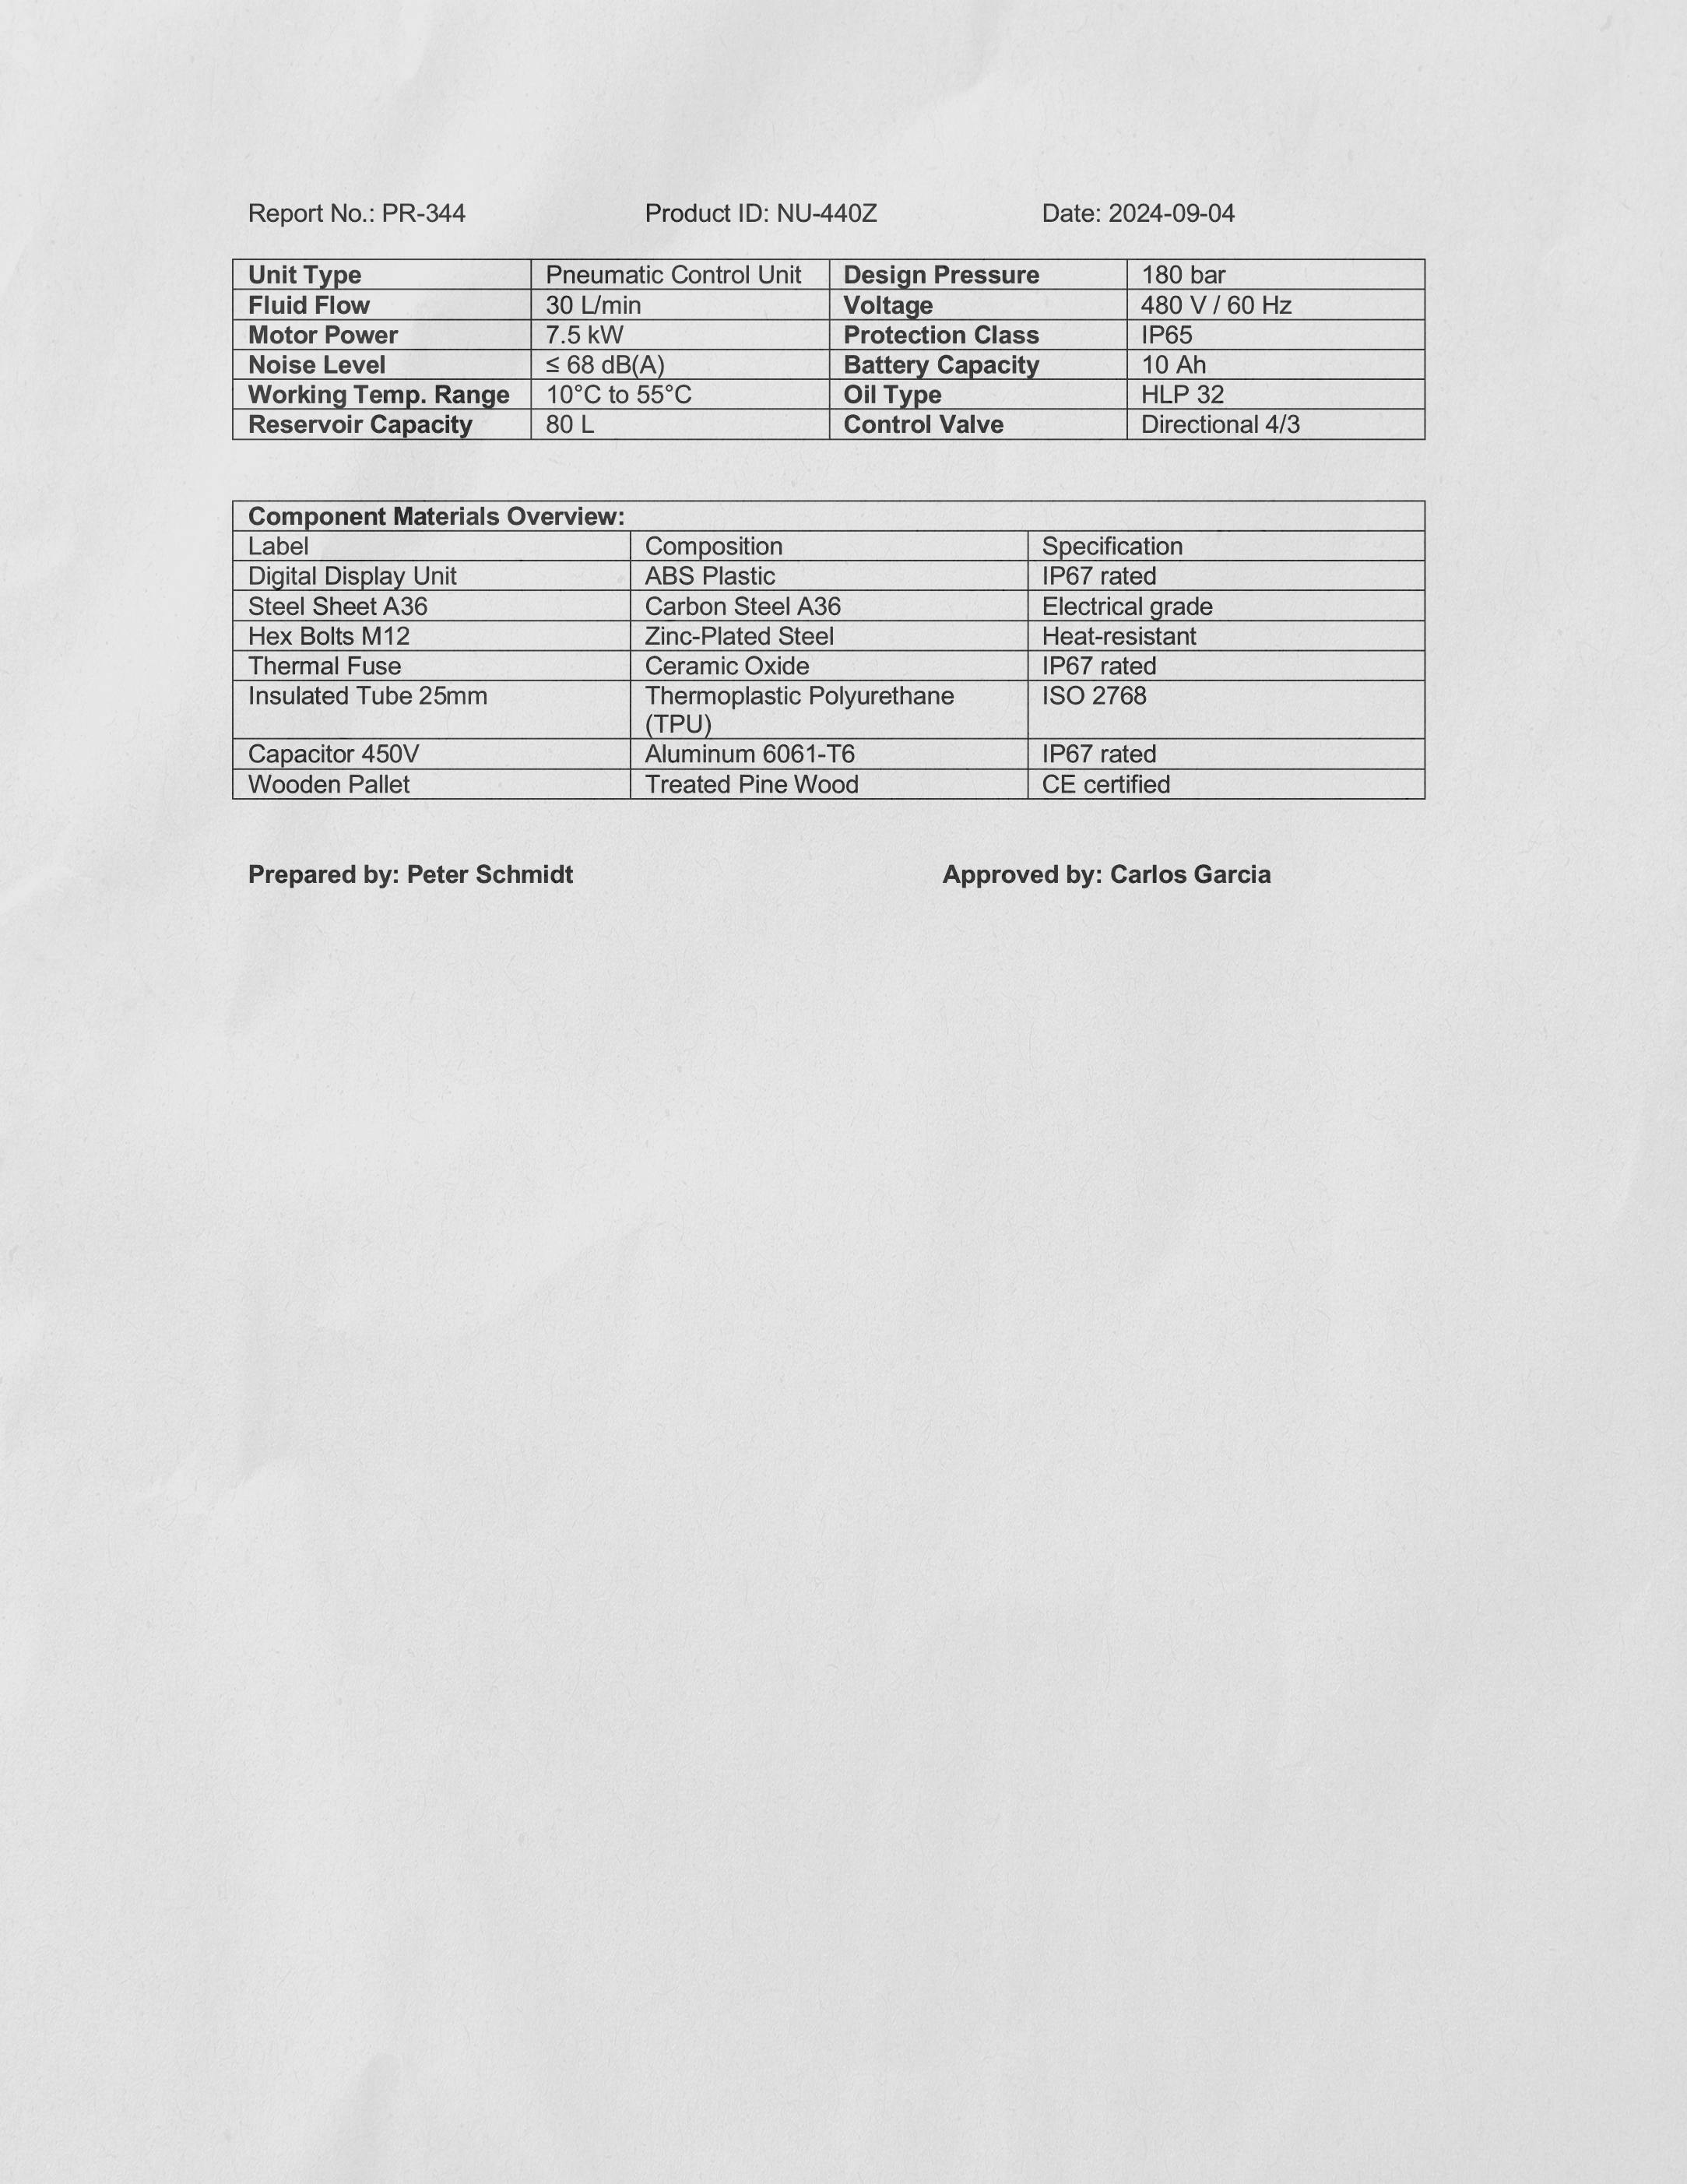 Report No.: PR-344 Product ID: NU-440Z Date: 2024-09-04
Unit Type Pneumatic Control Unit Design Pressure 180 bar
Fluid Flow 30 L/min Voltage 480 V / 60 Hz
Motor Power 7.5 kW Protection Class IP65
Noise Level ≤ 68 dB(A) Battery Capacity 10 Ah
Working Temp. Range 10°C to 55°C Oil Type HLP 32
Reservoir Capacity 80 L Control Valve Directional 4/3
Component Materials Overview:
Label Composition Specification
Digital Display Unit ABS Plastic IP67 rated
Steel Sheet A36 Carbon Steel A36 Electrical grade
Hex Bolts M12 Zinc-Plated Steel Heat-resistant
Thermal Fuse Ceramic Oxide IP67 rated
Insulated Tube 25mm Thermoplastic Polyurethane ISO 2768
(TPU)
Capacitor 450V Aluminum 6061-T6 IP67 rated
Wooden Pallet Treated Pine Wood CE certified
Prepared by: Peter Schmidt Approved by: Carlos Garcia